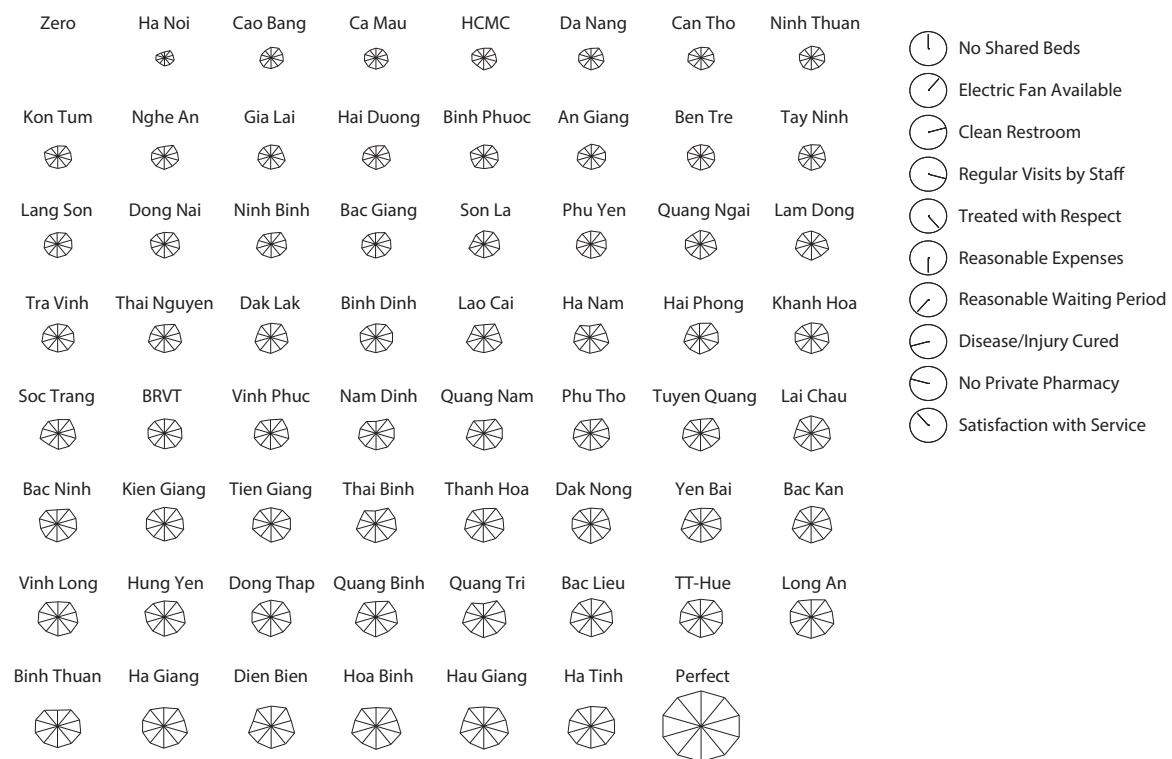 Zero Ha Noi Cao Bang Ca Mau HCMC Da Nang Can Tho Ninh Thuan
Kon Tum Nghe An Gia Lai Hai Duong Binh Phuoc An Giang Ben Tre Tay Ninh
Lang Son Dong Nai Ninh Binh Bac Giang Son La Phu Yen Quang Ngai Lam Dong
Tra Vinh Thai Nguyen Dak Lak Binh Dinh Lao Cai Ha Nam Hai Phong Khanh Hoa
Soc Trang BRVT Vinh Phuc Nam Dinh Quang Nam Phu Tho Tuyen Quang Lai Chau
Bac Ninh Kien Giang Tien Giang Thai Binh Thanh Hoa Dak Nong Yen Bai Bac Kan
Vinh Long Hung Yen Dong Thap Quang Binh Quang Tri Bac Lieu TT-Hue Long An
Binh Thuan Ha Giang Dien Bien Hoa Binh Hau Giang Ha Tinh Perfect
No Shared Beds
Electric Fan Available
Clean Restroom
Regular Visits by Staff
Treated with Respect
Reasonable Expenses
Reasonable Waiting Period
Disease/Injury Cured
No Private Pharmacy
Satisfaction with Service